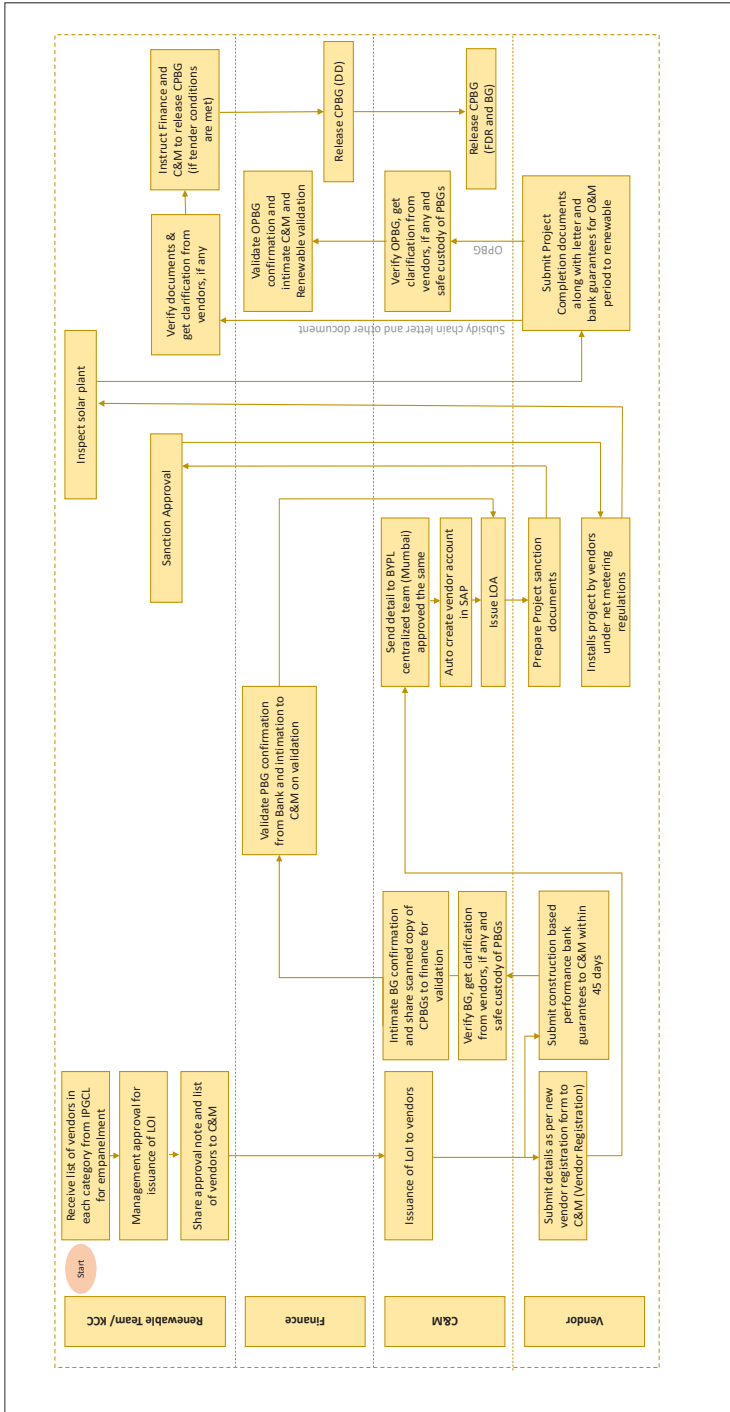 Renewable Team/ KCC
Start
Receive list of vendors in
each category from IPGCL
for empanelment
Management approval for
issuance of LOI
Share approval note and list
of vendors to C&M
Sanction Approval
Inspect solar plant
Verify documents &
get clarification from
vendors, if any
Instruct Finance and
C&M to release CPBG
(if tender conditions
are met)
Finance
Validate PBG confirmation
from Bank and intimation to
C&M on validation
Validate OPBG
confirmation and
intimate C&M and
Renewable validation
Release CPBG (DD)
C&M
Issuance of LoI to vendors
Intimate BG confirmation
and share scanned copy of
CPBGs to finance for
validation
Verify BG, get clarification
from vendors, if any and
safe custody of PBGs
Send detail to BYPL
centralized team (Mumbai)
approved the same
Auto create vendor account
in SAP
Issue LOA
Verify OPBG, get
clarification from
vendors, if any and
safe custody of PBGs
Release CPBG
(FDR and BG)
Subsidy chain letter and other document
OPBG
Vendor
Submit details as per new
vendor registration form to
C&M (Vendor Registration)
Submit construction based
performance bank
guarantees to C&M within
45 days
Prepare Project sanction
documents
Installs project by vendors
under net metering
regulations
Submit Project
Completion documents
along with letter and
bank guarantees for O&M
period to renewable